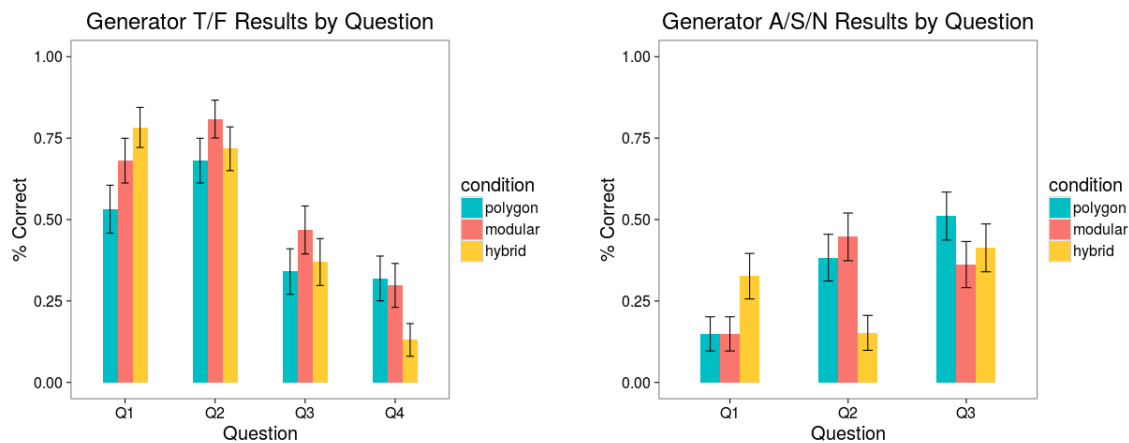 Generator T/F Results by Question
1.00
0.75
0.50
0.25
0.00
% Correct
Q1 Q2 Q3 Q4
Question
condition
polygon
modular
hybrid
Generator A/S/N Results by Question
1.00
0.75
0.50
0.25
0.00
% Correct
Q1 Q2 Q3
Question
condition
polygon
modular
hybrid